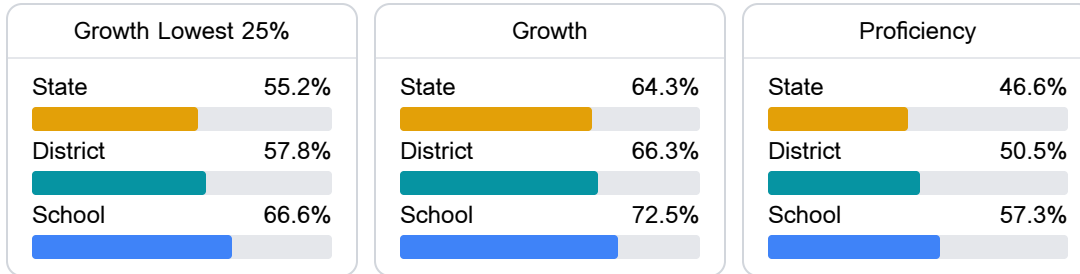 Growth Lowest 25%
State 55.2%
District 57.8%
School 66.6%
Growth
State 64.3%
District 66.3%
School 72.5%
Proficiency
State 46.6%
District 50.5%
School 57.3%